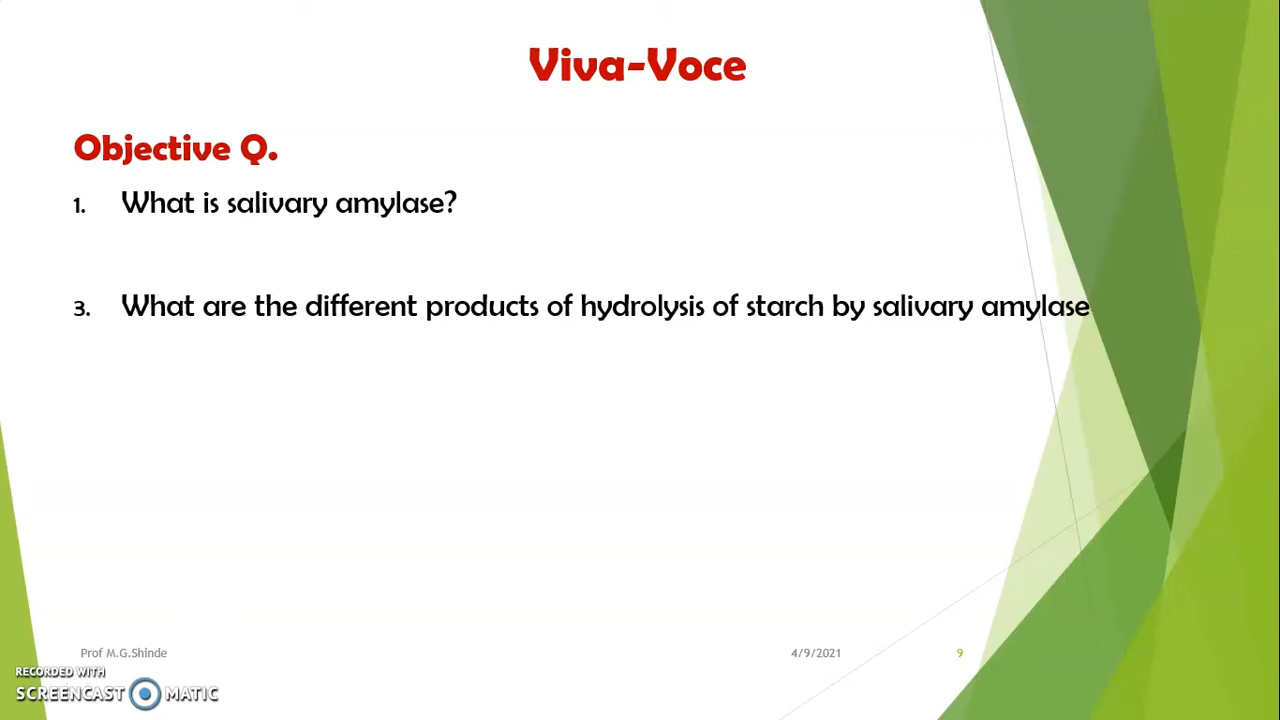 Viva-Voce
Objective Q.
1. What is salivary amylase?
3. What are the different products of hydrolysis of starch by salivary amylase
Prof M.G.Shinde 4/9/2021 9
RECORDED WITH
SCREENCAST MATIC